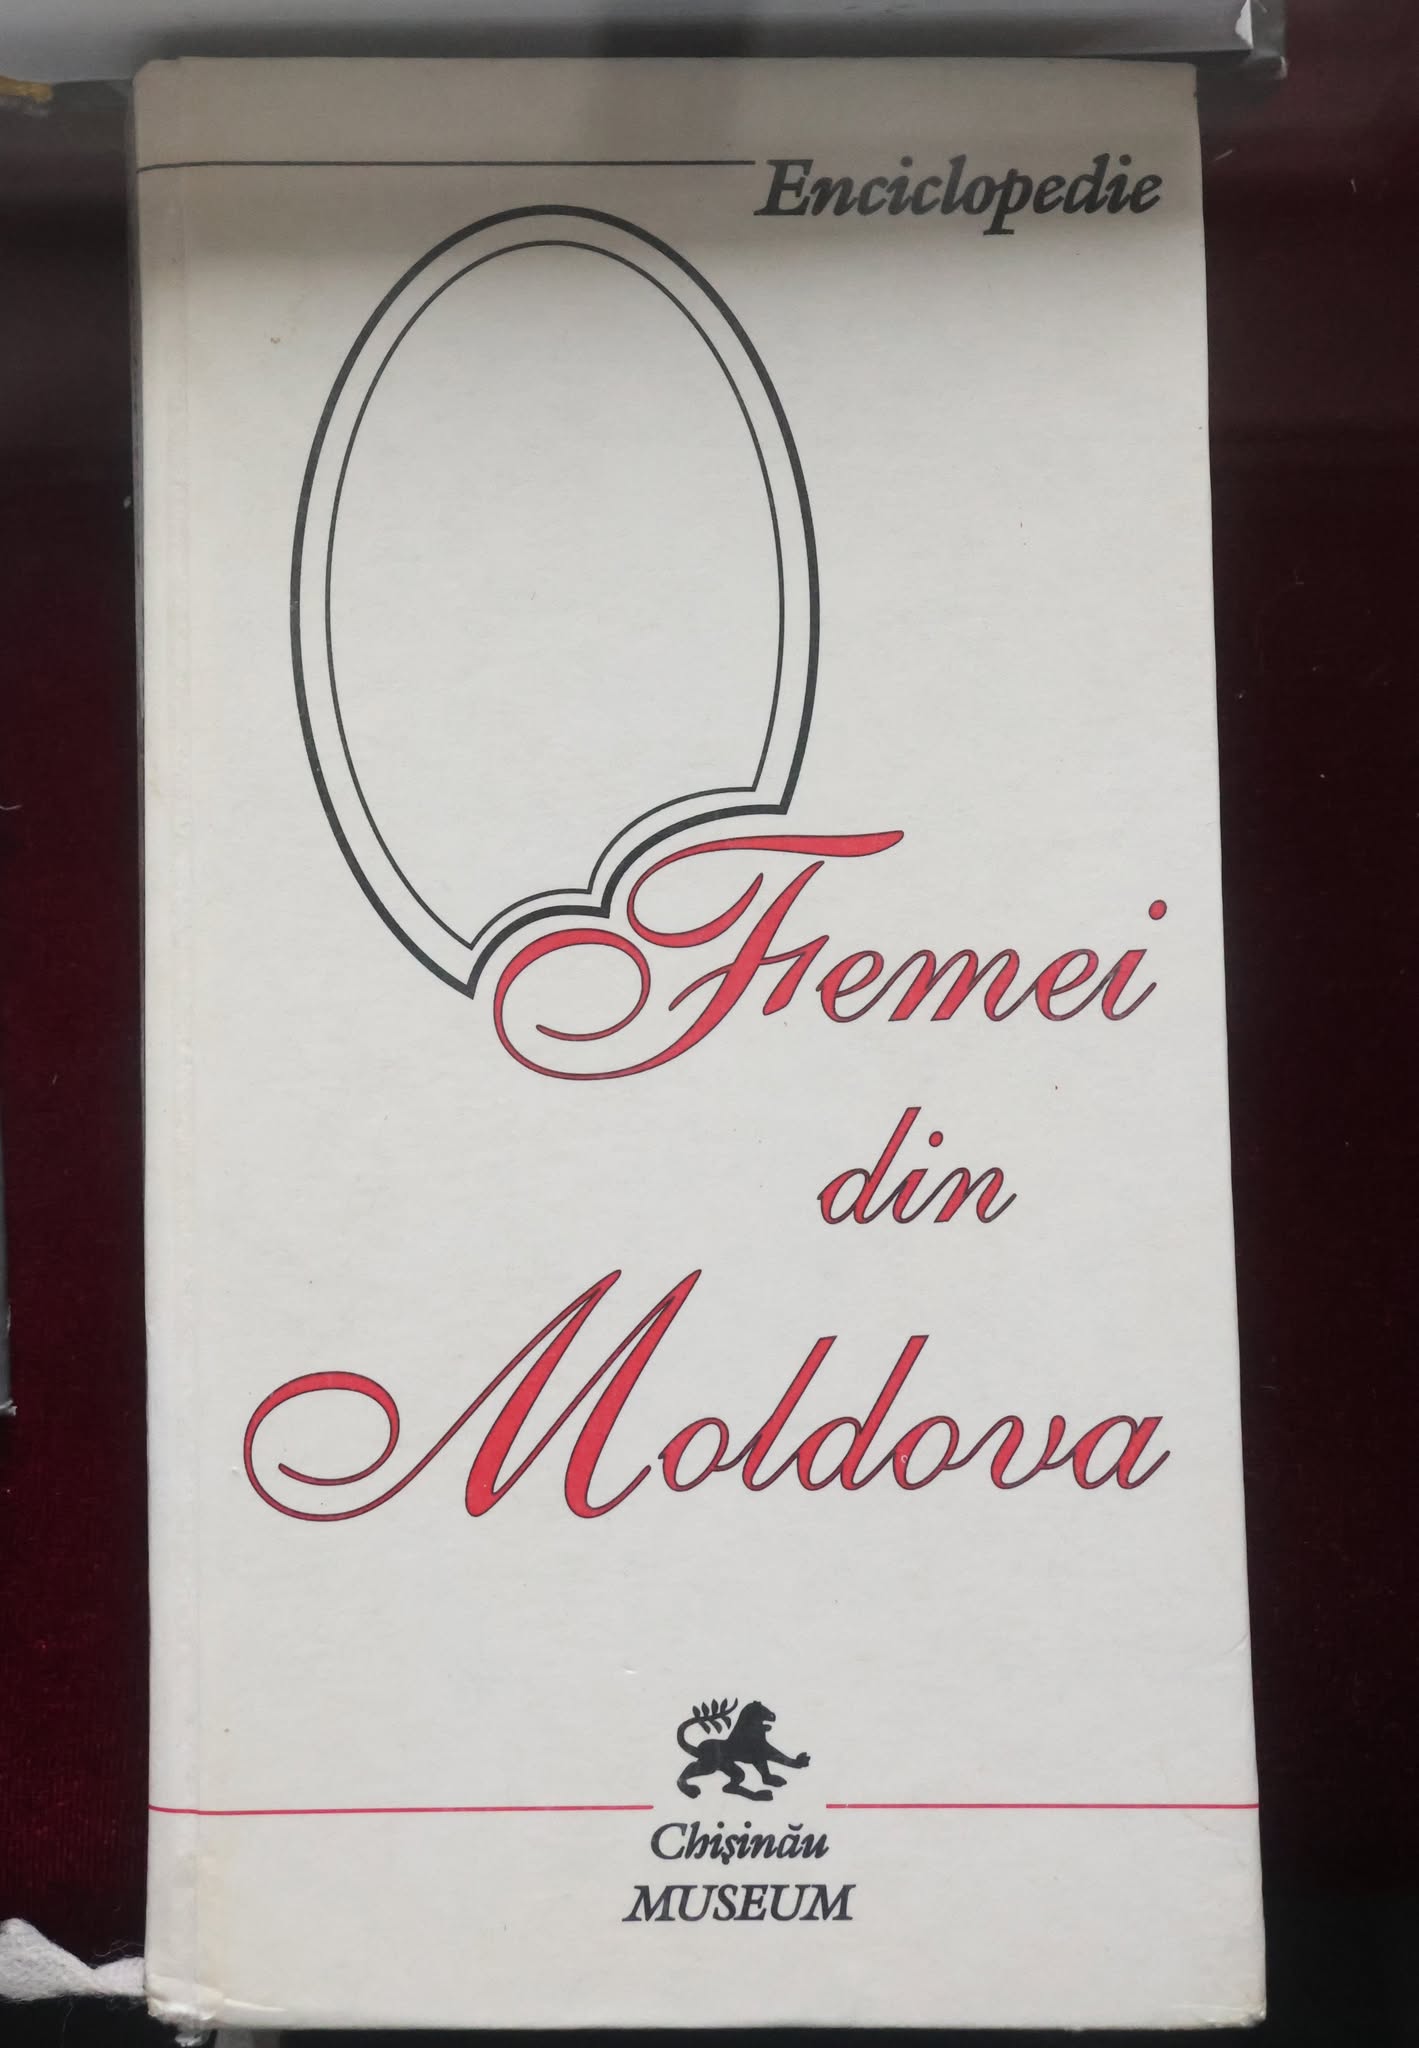 Enciclopedie
Femei
din
Moldova
Chişinău
MUSEUM